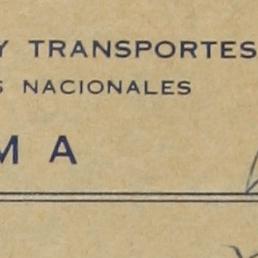 Y TRANSPORTES
S NACIONALES
M A